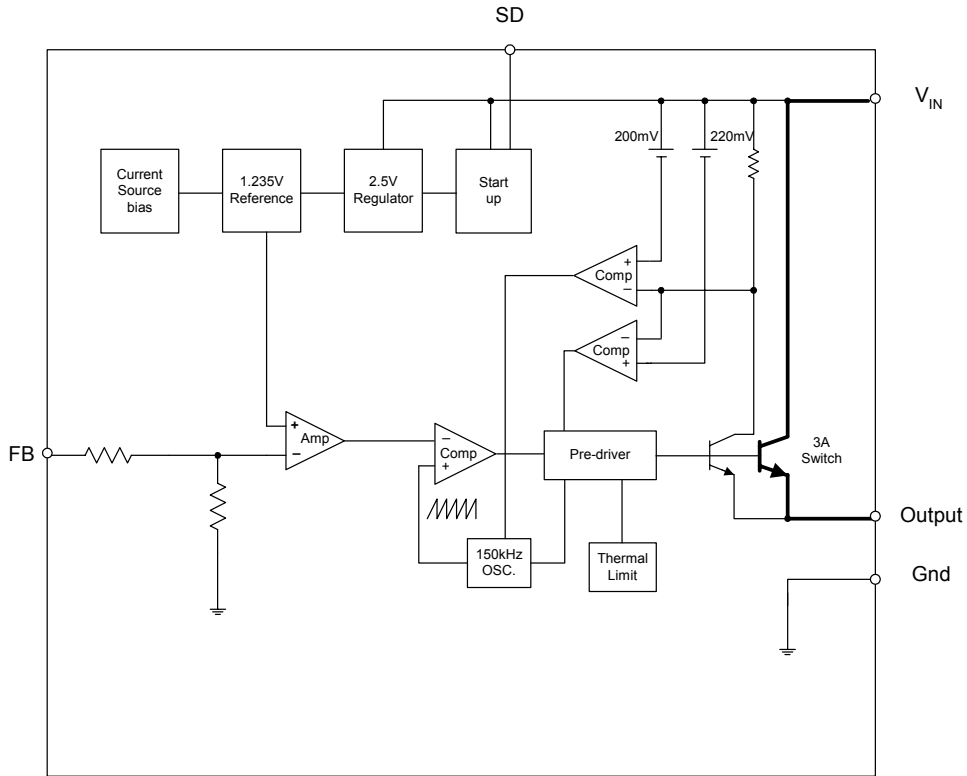 SD
V_IN
200mV
220mV
Current
Source
bias
1.235V
Reference
2.5V
Regulator
Start
up
+
Comp
–
–
Comp
+
+
Amp
–
–
Comp
+
FB
Pre-driver
3A
Switch
Output
150kHz
OSC.
Thermal
Limit
Gnd